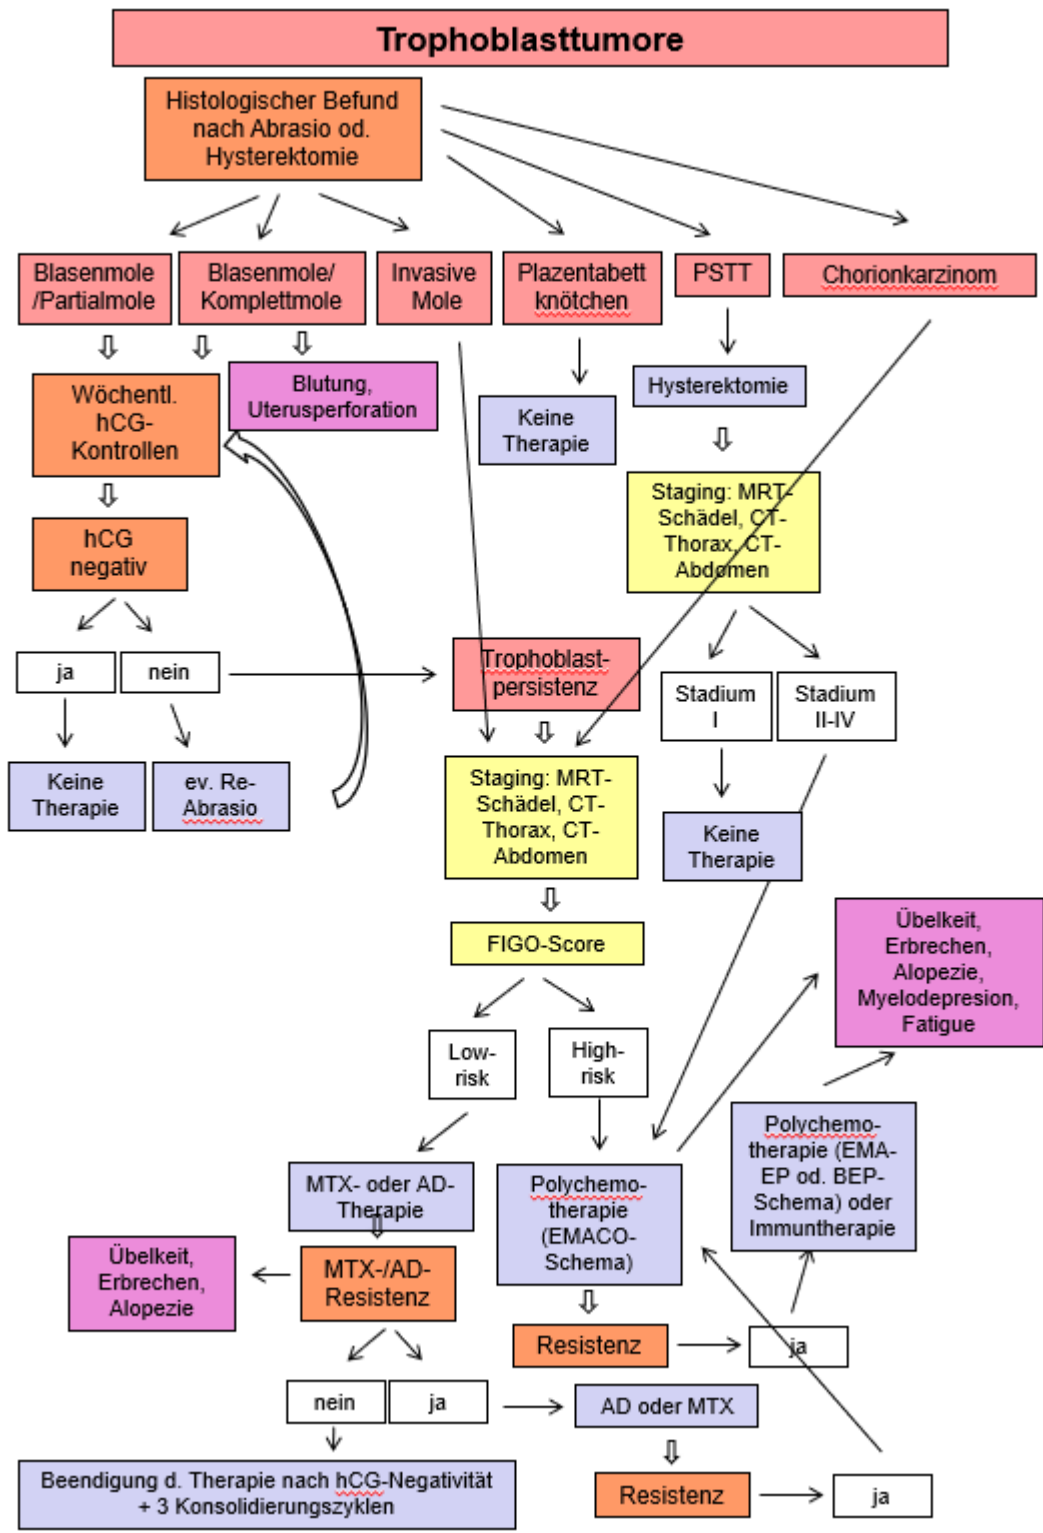 Trophoblasttumore
Histologischer Befund
nach Abrasio od.
Hysterektomie
Blasenmole
/Partialmole
Blasenmole/
Komplettmole
Invasive
Mole
Plazentabett
knötchen
PSTT
Chorionkarzinom
Wöchentl.
hCG-
Kontrollen
Blutung,
Uterusperforation
Keine
Therapie
Hysterektomie
Staging: MRT-
Schädel, CT-
Thorax, CT-
Abdomen
hCG
negativ
ja
nein
Trophoblast-
persistenz
Stadium
I
Stadium
II-IV
Keine
Therapie
ev. Re-
Abrasio
Staging: MRT-
Schädel, CT-
Thorax, CT-
Abdomen
Keine
Therapie
FIGO-Score
Übelkeit,
Erbrechen,
Alopezie,
Myelodepresion,
Fatigue
Low-
risk
High-
risk
Polychemo-
therapie (EMA-
EP od. BEP-
Schema) oder
Immuntherapie
MTX- oder AD-
Therapie
Polychemo-
therapie
(EMACO-
Schema)
Übelkeit,
Erbrechen,
Alopezie
MTX-/AD-
Resistenz
Resistenz
ja
nein
ja
AD oder MTX
Beendigung d. Therapie nach hCG-Negativität
+ 3 Konsolidierungszyklen
Resistenz
ja